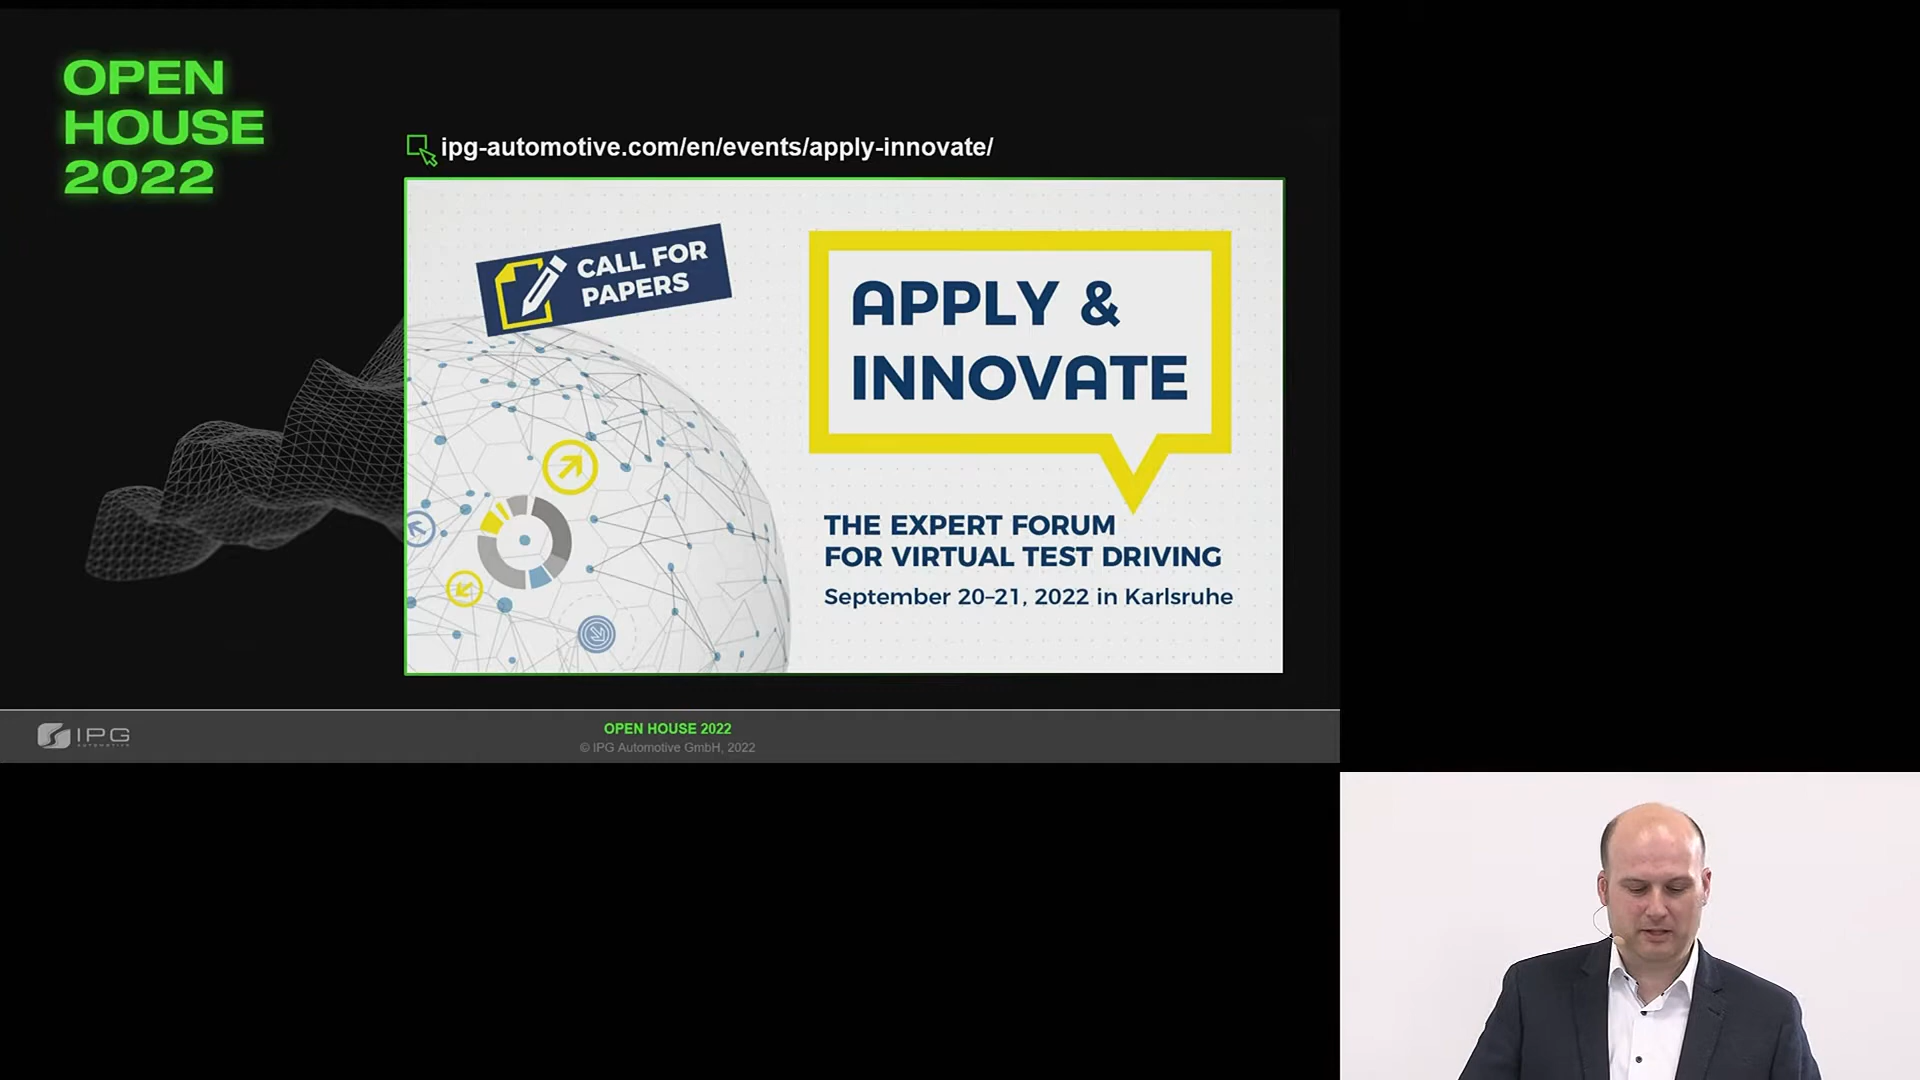 OPEN
HOUSE
2022
ipg-automotive.com/en/events/apply-innovate/
CALL FOR
PAPERS
APPLY &
INNOVATE
THE EXPERT FORUM
FOR VIRTUAL TEST DRIVING
September 20–21, 2022 in Karlsruhe
IPG
AUTOMOTIVE
OPEN HOUSE 2022
© IPG Automotive GmbH, 2022